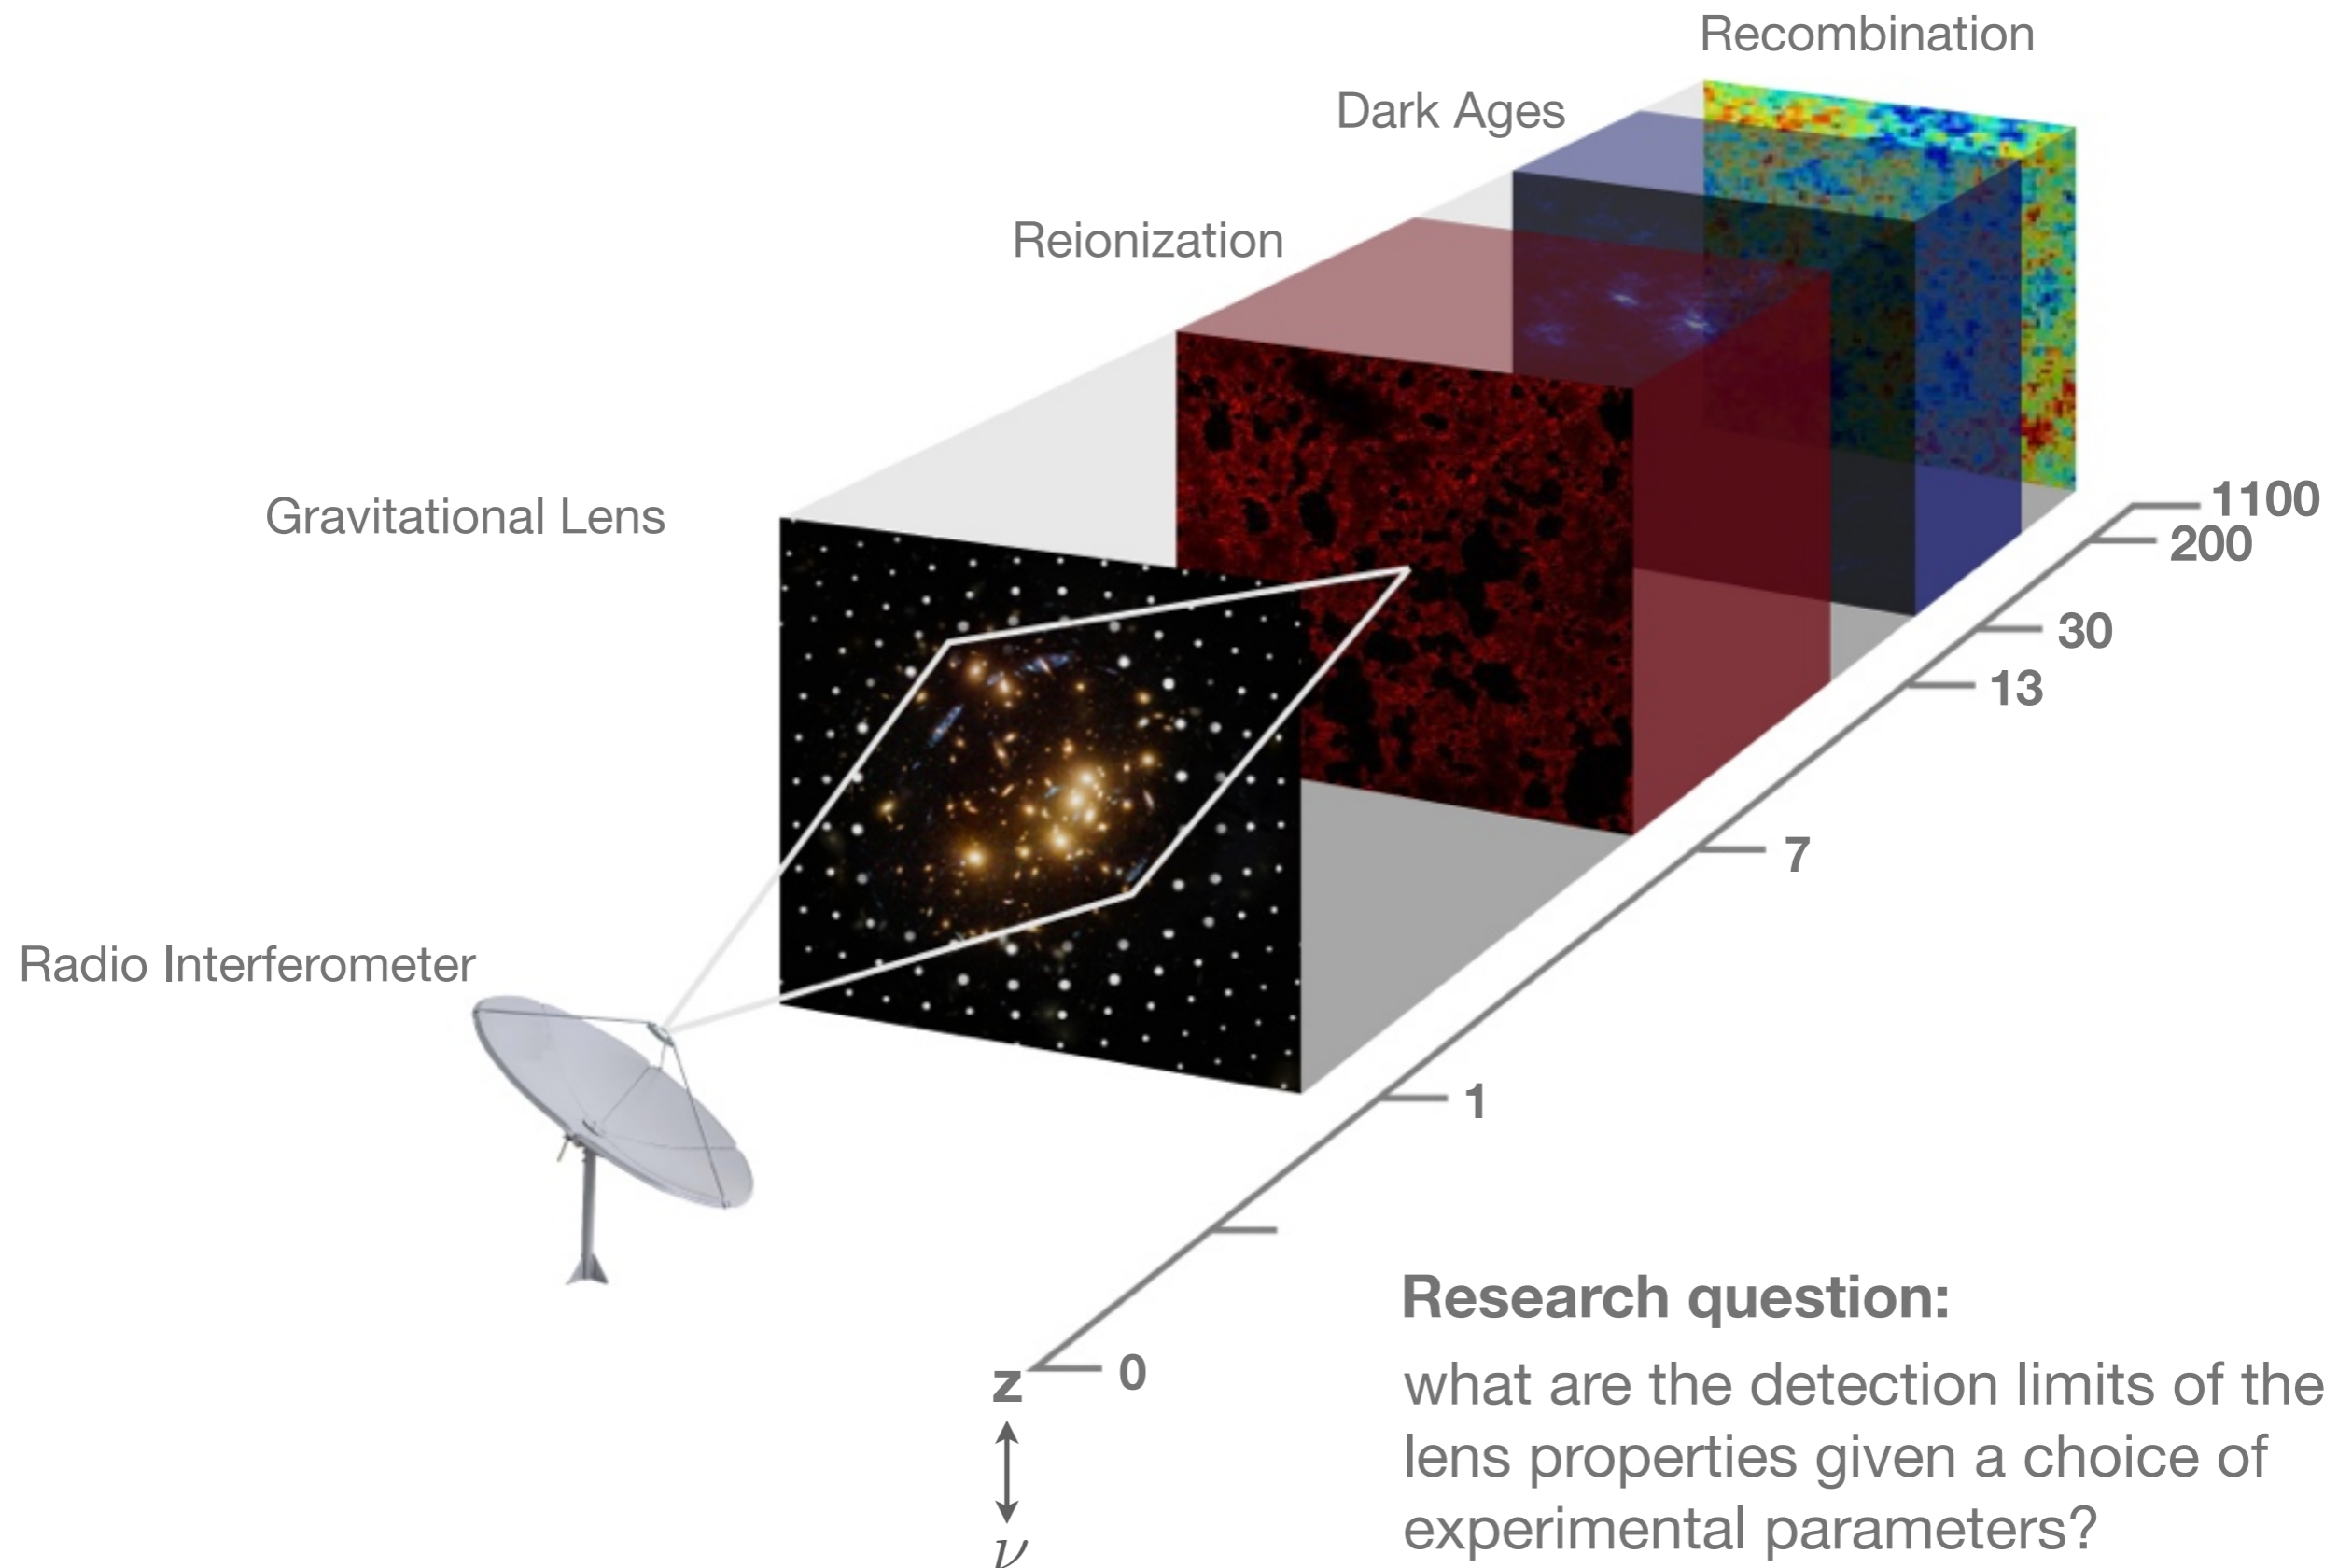 Recombination
Dark Ages
Reionization
Gravitational Lens
Radio Interferometer
1100
200
30
13
7
1
0
z
ν
Research question:
what are the detection limits of the
lens properties given a choice of
experimental parameters?